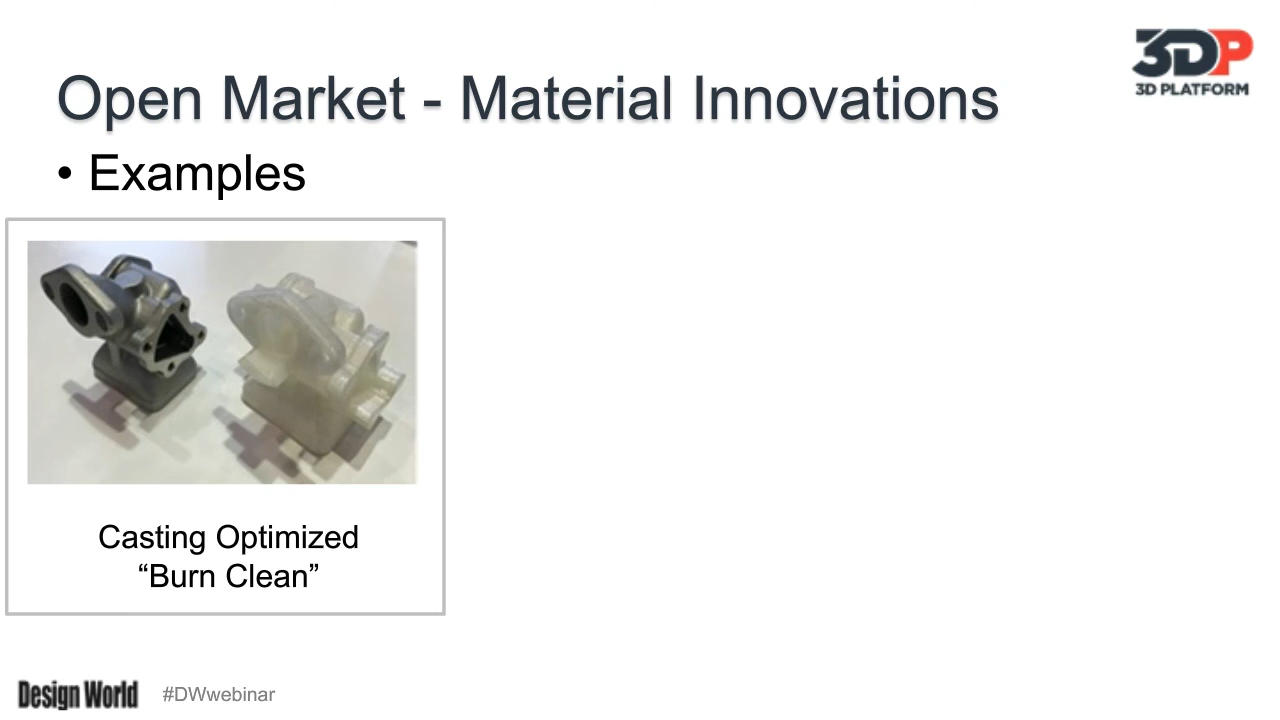 3DP
3D PLATFORM
Open Market - Material Innovations
• Examples
Casting Optimized
“Burn Clean”
Design World #DWwebinar